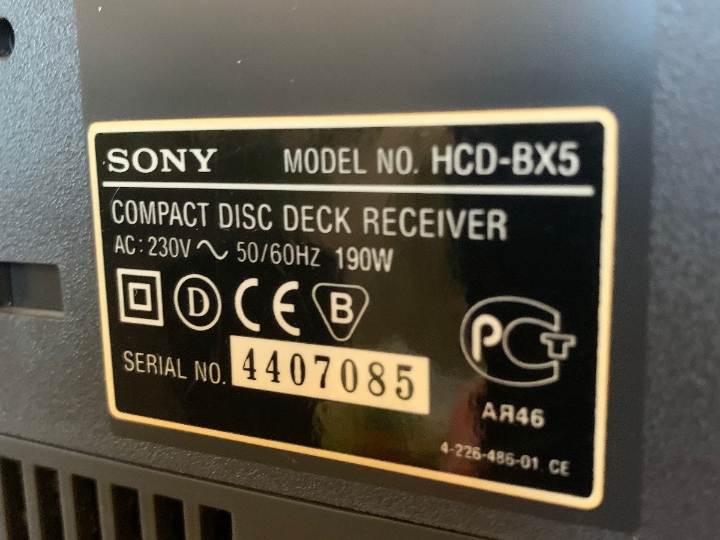 SONY MODEL NO. HCD-BX5
COMPACT DISC DECK RECEIVER
AC: 230V ~ 50/60HZ 190W
D CE B
PCT
SERIAL NO. 4407085
АЯ46
4-226-486-01 CE